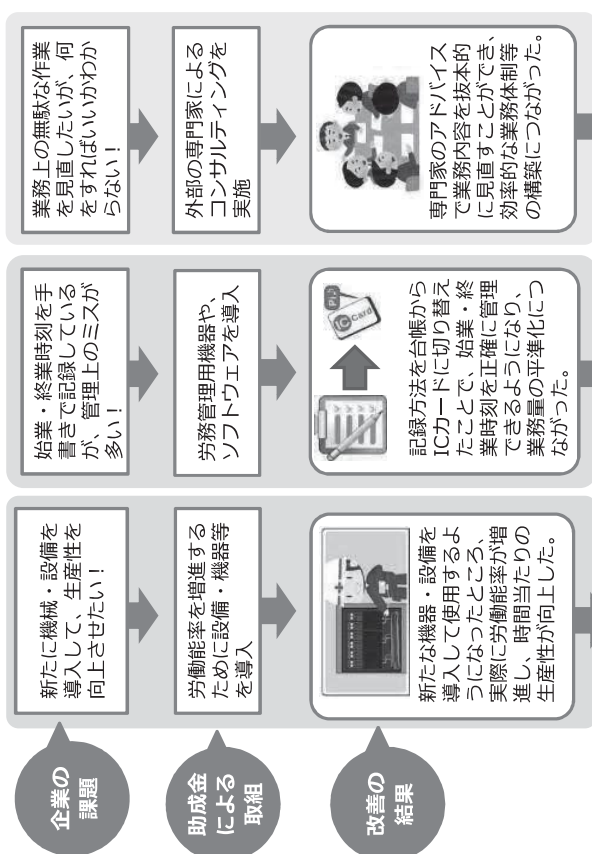 企業の
課題
新たに機械・設備を
導入して、生産性を
向上させたい！
始業・終業時刻を手
書きで記録している
が、管理上のミスが
多い！
業務上の無駄な作業
を見直したいが、何
をすればいいかわか
らない！
助成金
による
取組
労働能率を増進する
ために設備・機器等
を導入
労務管理用機器や、
ソフトウェアを導入
外部の専門家による
コンサルティングを
実施
改善の
結果
新たな機器・設備を
導入して使用するよ
うになったところ、
実際に労働能率が増
進し、時間当たりの
生産性が向上した。
IC Card
Pi♪
記録方法を台帳から
ICカードに切り替え
たことで、始業・終
業時刻を正確に管理
できるようになり、
業務量の平準化につ
ながった。
専門家のアドバイス
で業務内容を抜本的
に見直すことができ、
効率的な業務体制等
の構築につながった。